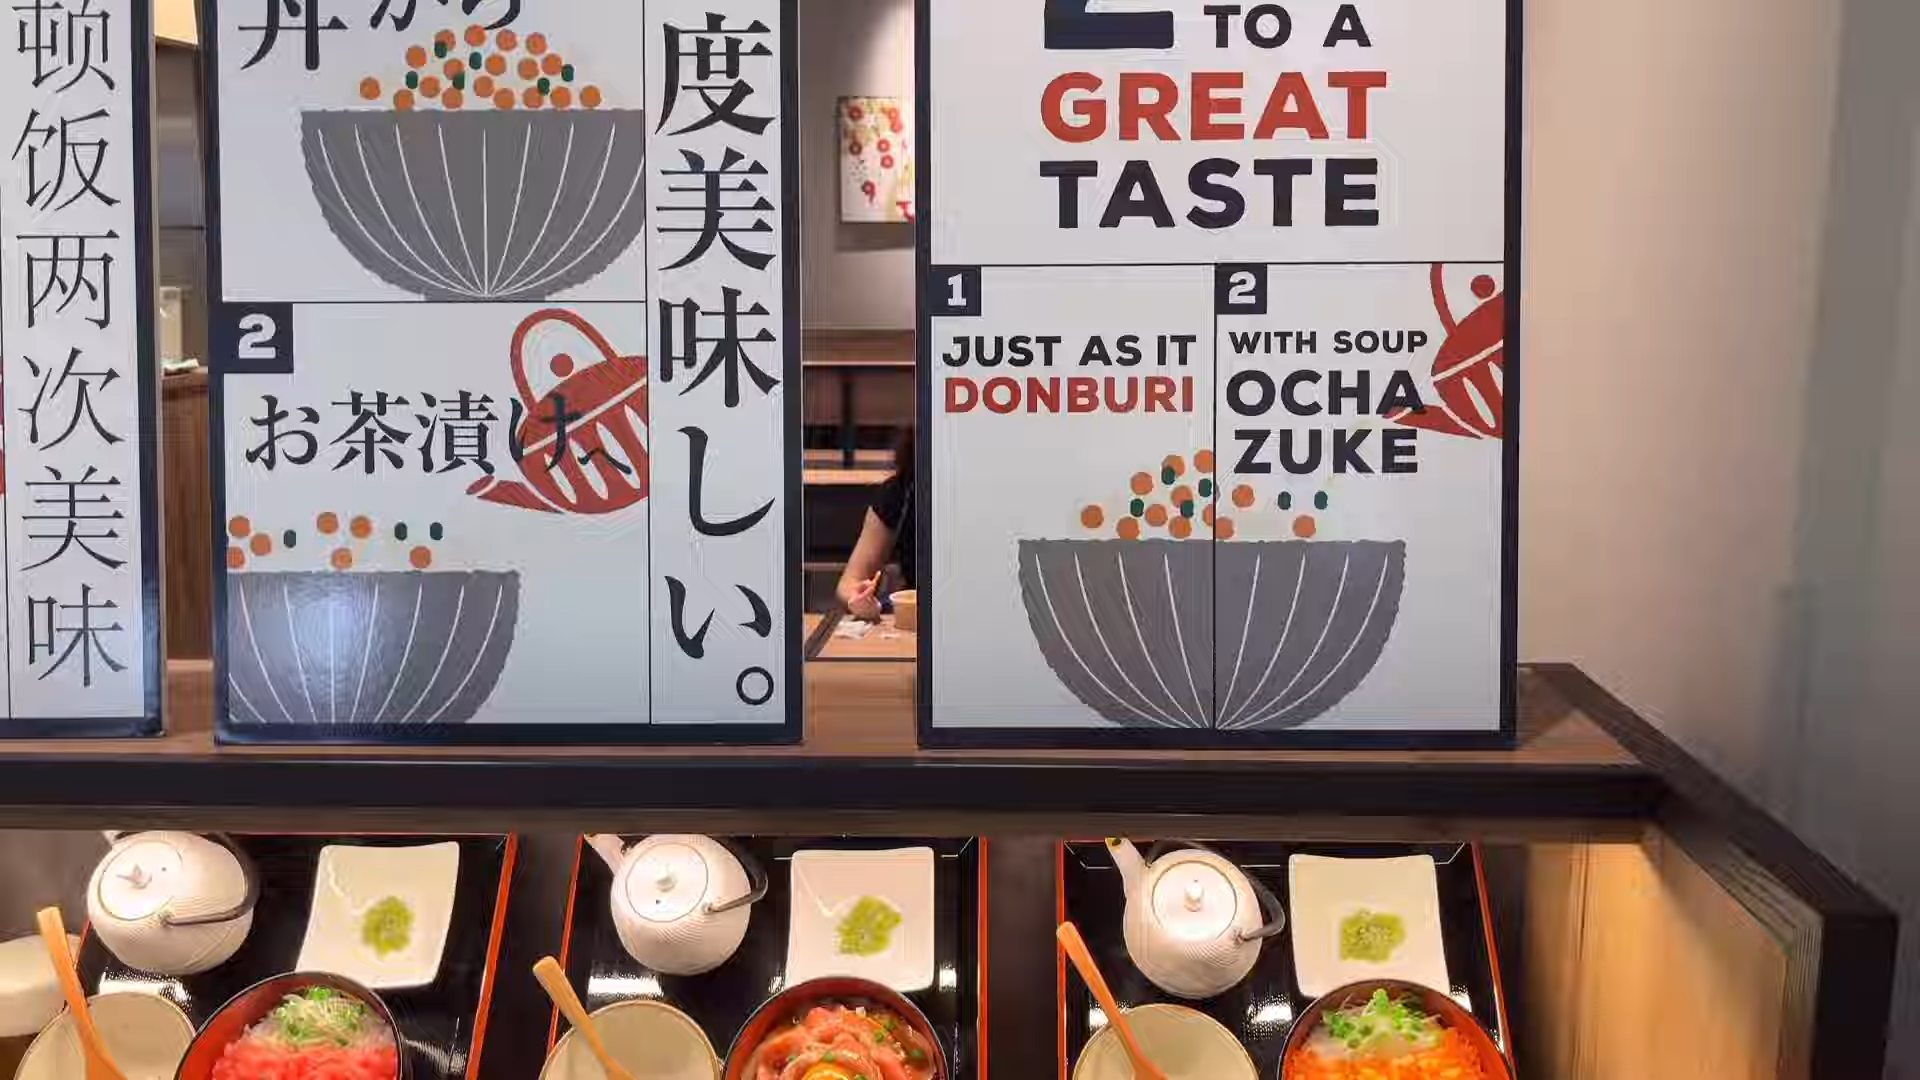 顿饭两次美味
丼から
2
お茶漬けへ
度美味しい。
TO A
GREAT
TASTE
1
JUST AS IT
DONBURI
2
WITH SOUP
OCHA
ZUKE